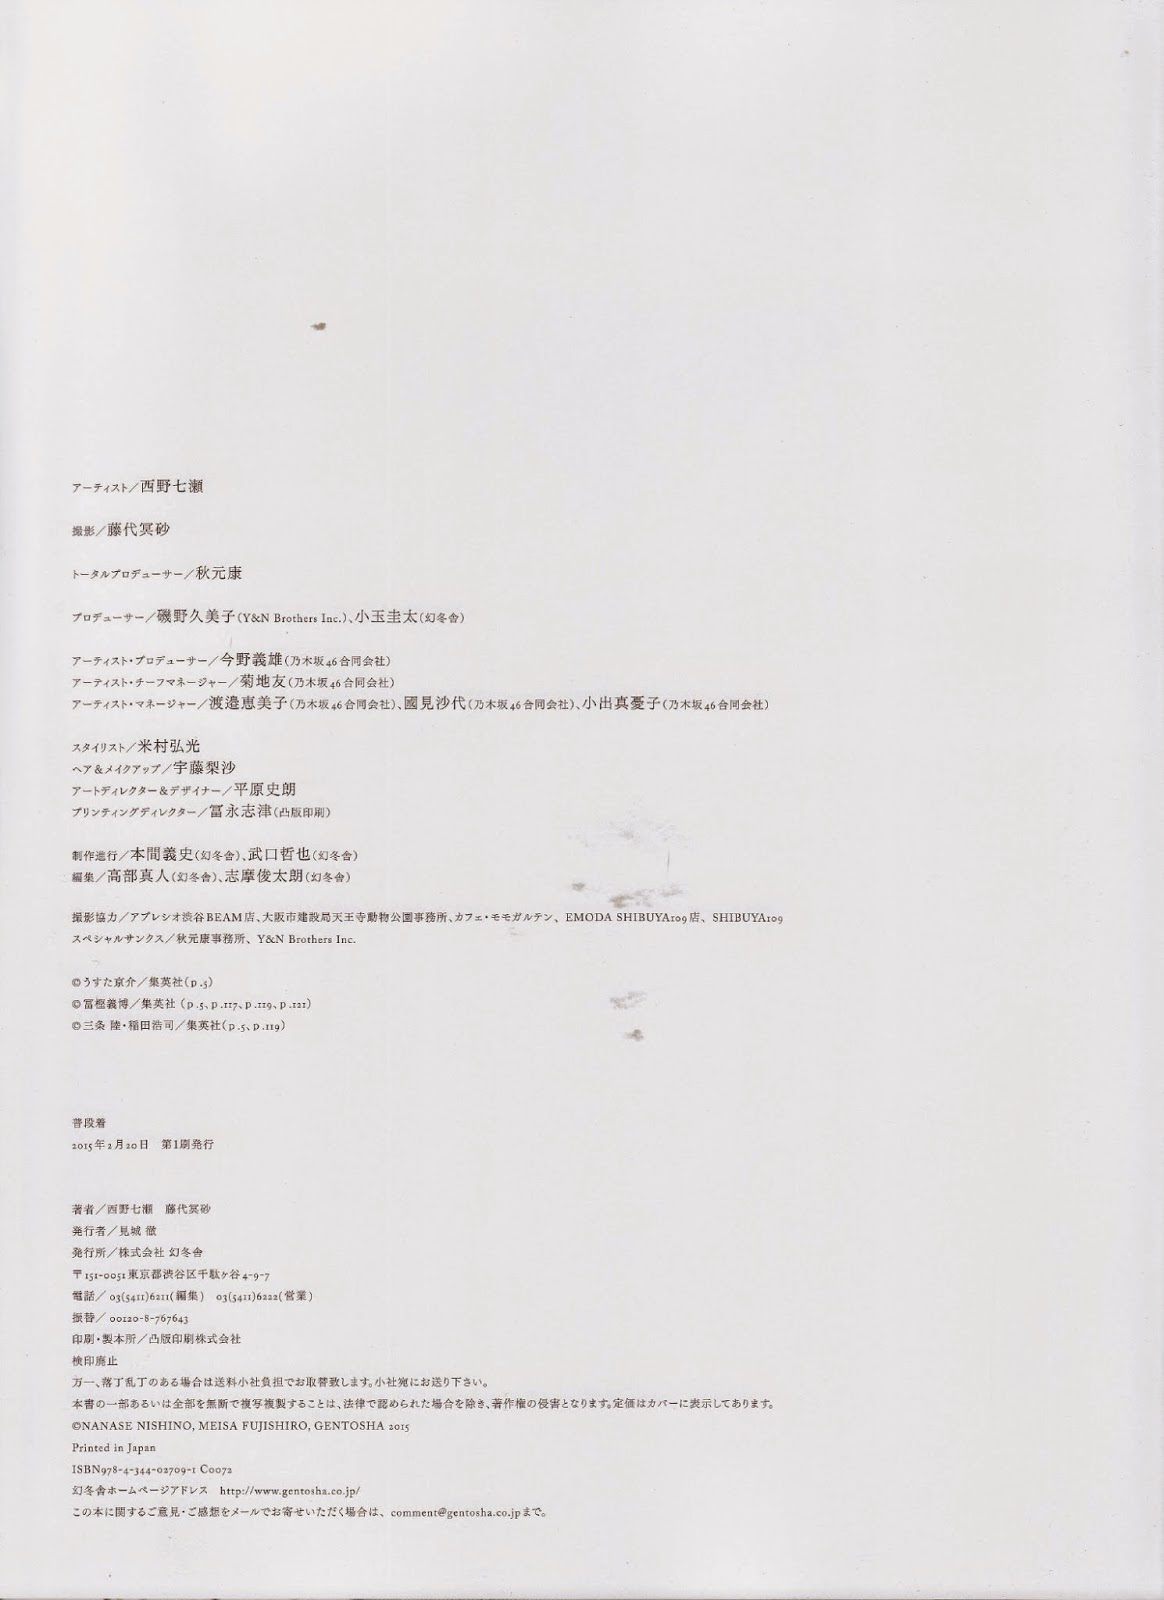 アーティスト／西野七瀬
撮影／藤代冥砂
トータルプロデューサー／秋元康
プロデューサー／磯野久美子(Y&N Brothers Inc.)、小玉圭太(幻冬舎)
アーティスト・プロデューサー／今野義雄(乃木坂46合同会社)
アーティスト・チーフマネージャー／菊地友(乃木坂46合同会社)
アーティスト・マネージャー／渡邉恵美子(乃木坂46合同会社)、國見沙代(乃木坂46合同会社)、小出真憂子(乃木坂46合同会社)
スタイリスト／米村弘光
ヘア＆メイクアップ／宇藤梨沙
アートディレクター＆デザイナー／平原史朗
プリンティングディレクター／冨永志津(凸版印刷)
制作進行／本間義史(幻冬舎)、武口哲也(幻冬舎)
編集／高部真人(幻冬舎)、志摩俊太朗(幻冬舎)
撮影協力／アプレシオ渋谷BEAM店、大阪市建設局天王寺動物公園事務所、カフェ・モモガルテン、EMODA SHIBUYA109店、SHIBUYA109
スペシャルサンクス／秋元康事務所、Y&N Brothers Inc.
©うすた京介／集英社(p.5)
©冨樫義博／集英社 (p.5、p.117、p.119、p.121)
©三条 陸・稲田浩司／集英社(p.5、p.119)
普段着
2015年2月20日　第1刷発行
著者／西野七瀬　藤代冥砂
発行者／見城 徹
発行所／株式会社 幻冬舎
〒151-0051東京都渋谷区千駄ヶ谷4-9-7
電話／03(5411)6211(編集)　03(5411)6222(営業)
振替／00120-8-767643
印刷・製本所／凸版印刷株式会社
検印廃止
万一、落丁乱丁のある場合は送料小社負担でお取替致します。小社宛にお送り下さい。
本書の一部あるいは全部を無断で複写複製することは、法律で認められた場合を除き、著作権の侵害となります。定価はカバーに表示してあります。
©NANASE NISHINO, MEISA FUJISHIRO, GENTOSHA 2015
Printed in Japan
ISBN978-4-344-02709-1 C0072
幻冬舎ホームページアドレス　http://www.gentosha.co.jp/
この本に関するご意見・ご感想をメールでお寄せいただく場合は、comment@gentosha.co.jpまで。